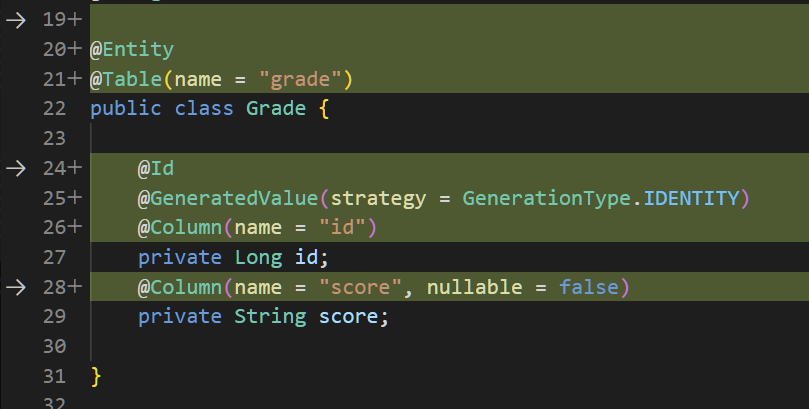 → 19+
20+ @Entity
21+ @Table(name = "grade")
22 public class Grade {
23
→ 24+ @Id
25+ @GeneratedValue(strategy = GenerationType.IDENTITY)
26+ @Column(name = "id")
27 private Long id;
→ 28+ @Column(name = "score", nullable = false)
29 private String score;
30
31 }
32